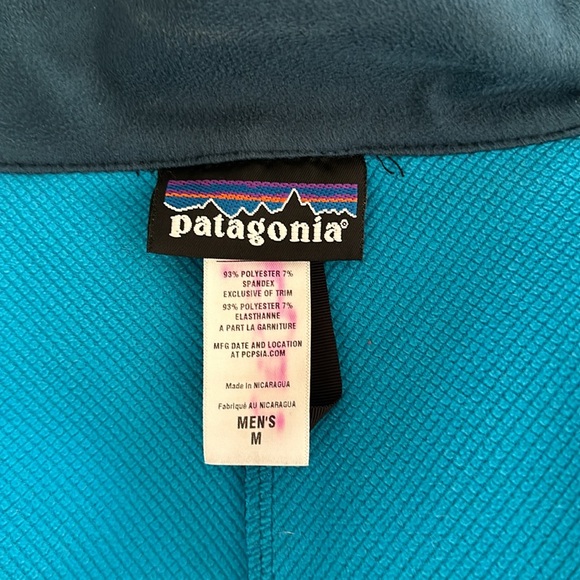 patagonia®
93% POLYESTER 7%
SPANDEX
EXCLUSIVE OF TRIM
93% POLYESTER 7%
ELASTHANNE
A PART LA GARNITURE
MFG DATE AND LOCATION
AT PCPSIA.COM
Made in NICARAGUA
Fabriqué AU NICARAGUA
MEN'S
M